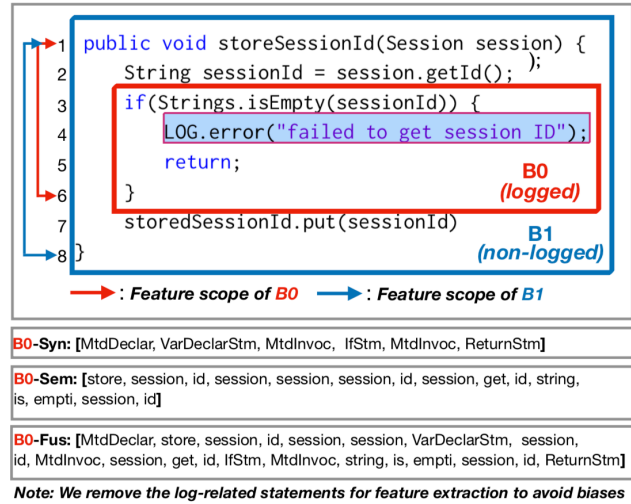 1 public void storeSessionId(Session session) {
2 String sessionId = session.getId(); );
3 if(Strings.isEmpty(sessionId)) {
4 LOG.error("failed to get session ID");
5 return;
B0
(logged)
6 }
7 storedSessionId.put(sessionId)
B1
(non-logged)
8 }
: Feature scope of B0 : Feature scope of B1
B0-Syn: [MtdDeclar, VarDeclarStm, MtdInvoc, IfStm, MtdInvoc, ReturnStm]
B0-Sem: [store, session, id, session, session, session, id, session, get, id, string,
is, empti, session, id]
B0-Fus: [MtdDeclar, store, session, id, session, session, VarDeclarStm, session,
id, MtdInvoc, session, get, id, IfStm, MtdInvoc, string, is, empti, session, id, ReturnStm]
Note: We remove the log-related statements for feature extraction to avoid biases